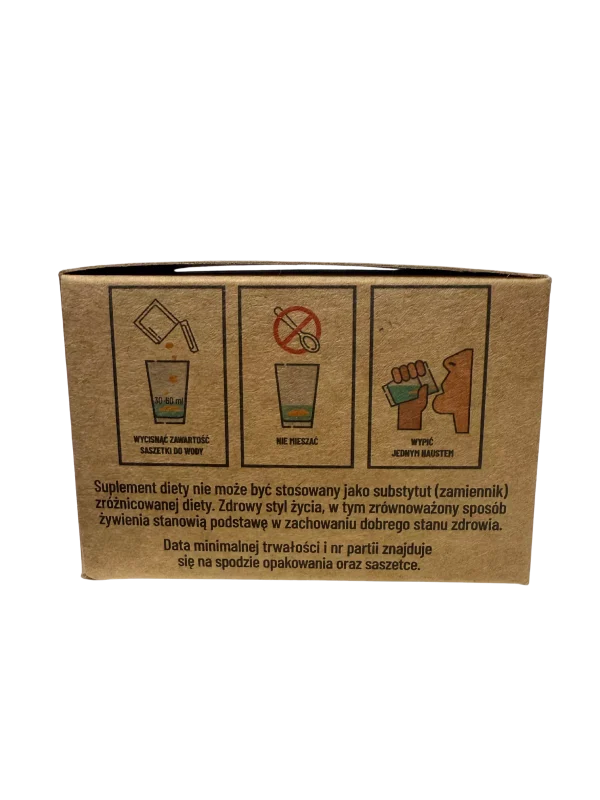 30-60 ml
WYCISNĄĆ ZAWARTOŚĆ
SASZETKI DO WODY
NIE MIESZAĆ
WYPIĆ
JEDNYM HAUSTEM
Suplement diety nie może być stosowany jako substytut (zamiennik)
zróżnicowanej diety. Zdrowy styl życia, w tym zrównoważony sposób
żywienia stanowią podstawę w zachowaniu dobrego stanu zdrowia.
Data minimalnej trwałości i nr partii znajduje
się na spodzie opakowania oraz saszetce.